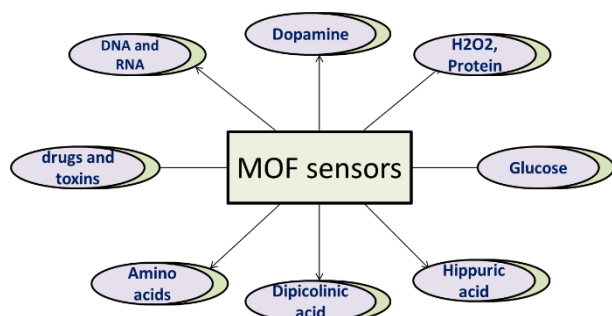 DNA and
RNA
Dopamine
H2O2,
Protein
drugs and
toxins
MOF sensors
Glucose
Amino
acids
Dipicolinic
acid
Hippuric
acid